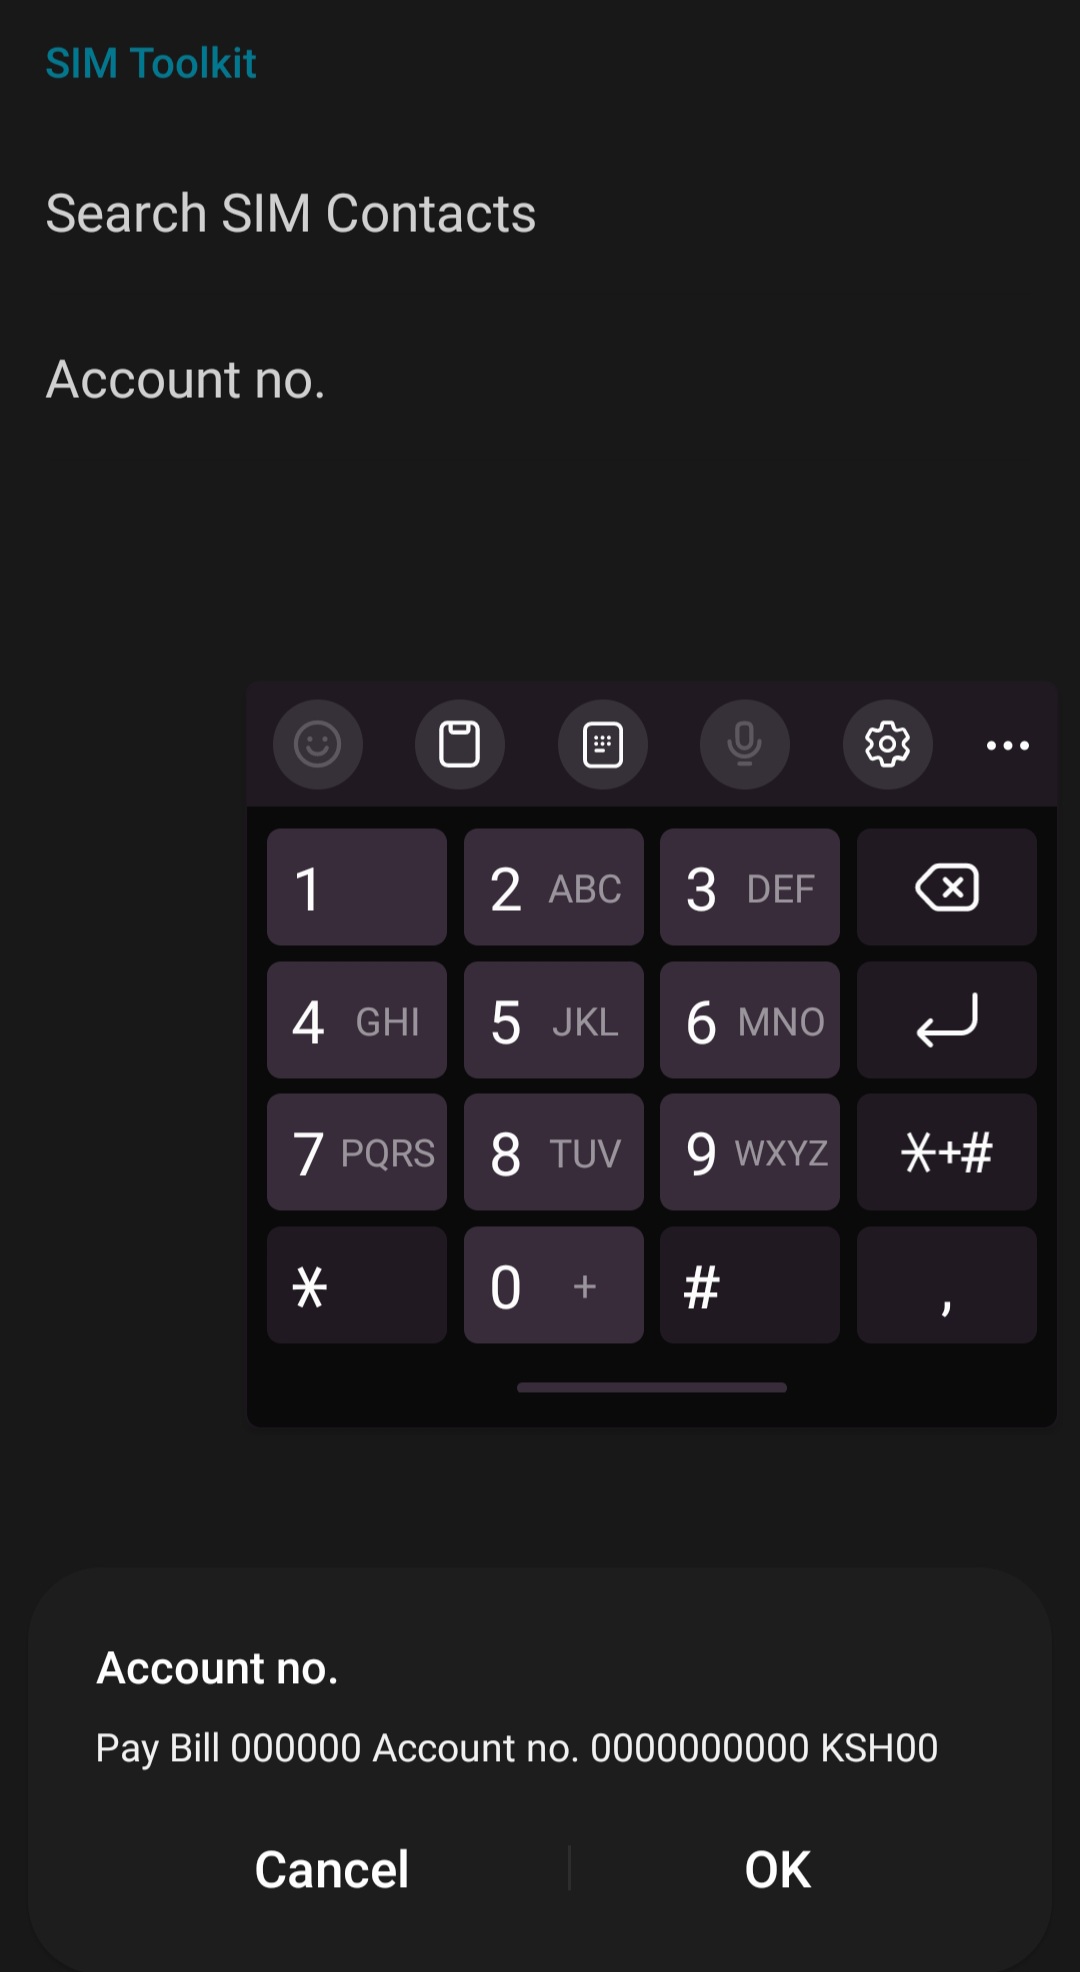 SIM Toolkit
Search SIM Contacts
Account no.
1 2 ABC 3 DEF
4 GHI 5 JKL 6 MNO
7 PQRS 8 TUV 9 WXYZ *+#
* 0 + # ,
Account no.
Pay Bill 000000 Account no. 0000000000 KSH00
Cancel OK